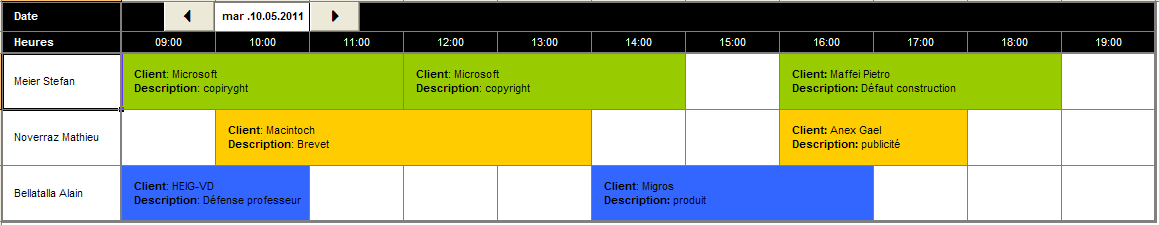 Date mar .10.05.2011
Heures 09:00 10:00 11:00 12:00 13:00 14:00 15:00 16:00 17:00 18:00 19:00
Meier Stefan
Client: Microsoft
Description: copiryght
Client: Microsoft
Description: copyright
Client: Maffei Pietro
Description: Défaut construction
Noverraz Mathieu
Client: Macintoch
Description: Brevet
Client: Anex Gael
Description: publicité
Bellatalla Alain
Client: HEIG-VD
Description: Défense professeur
Client: Migros
Description: produit